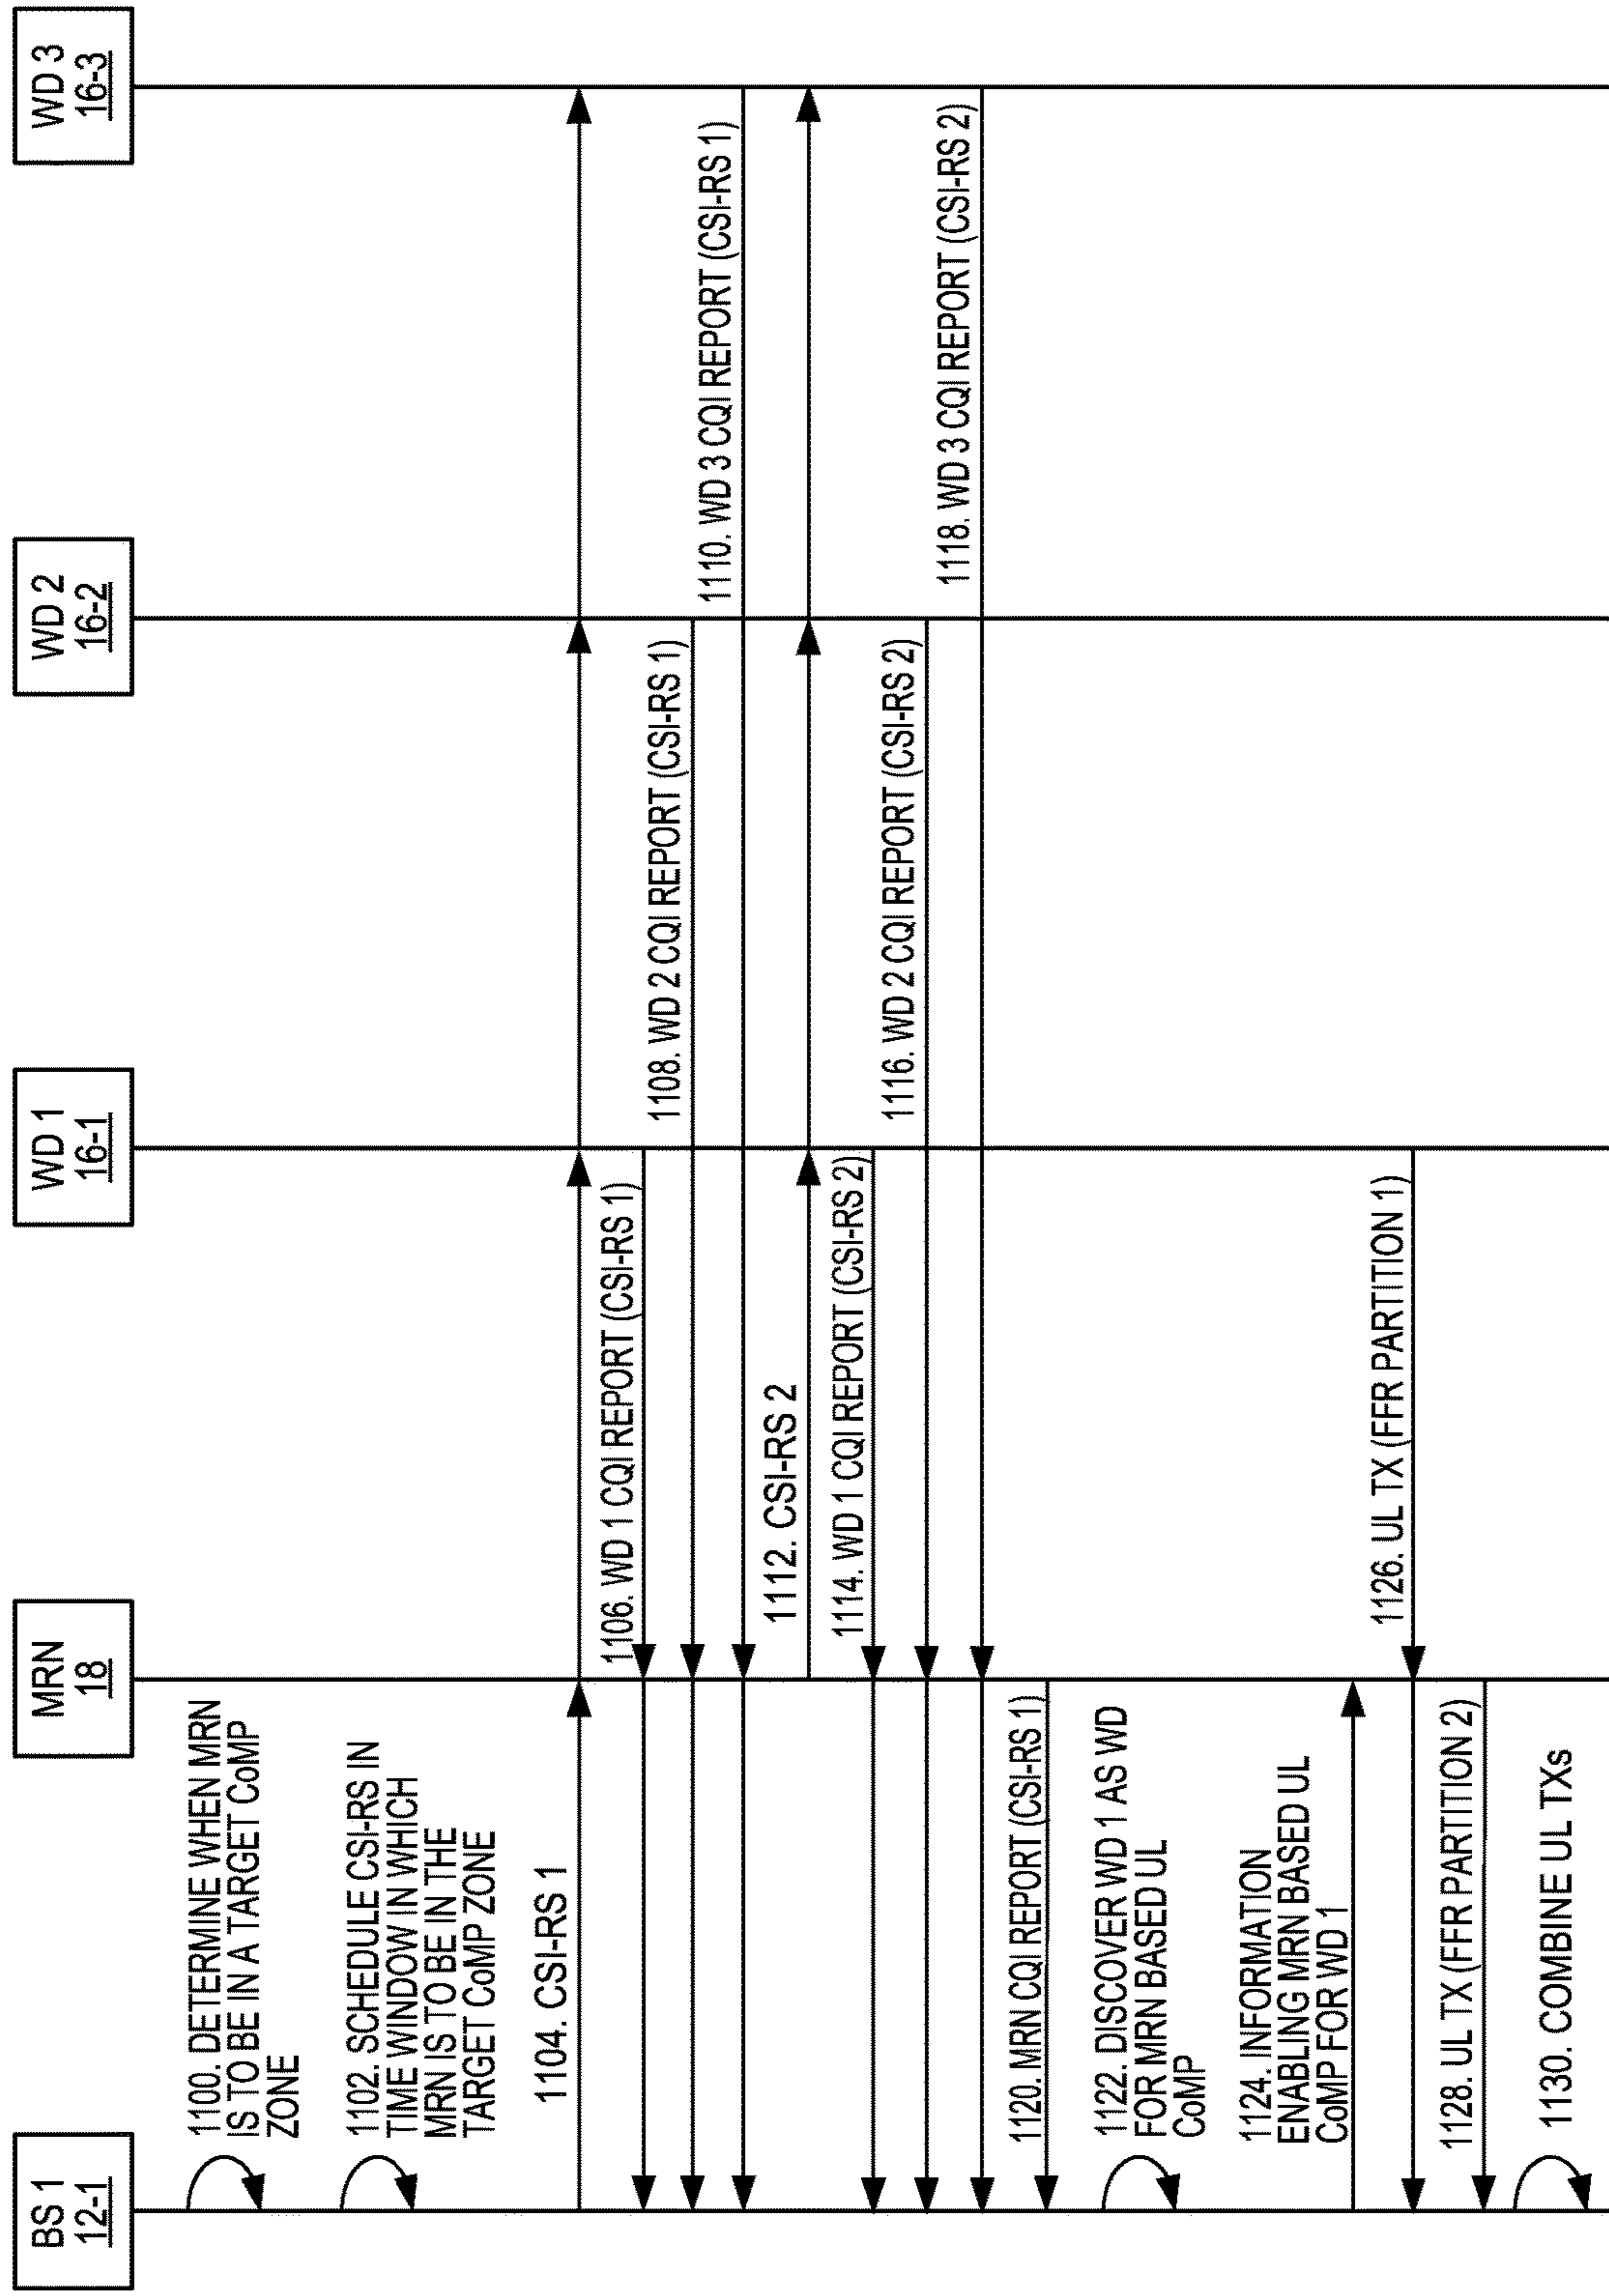 BS 1
12-1
MRN
18
WD 1
16-1
WD 2
16-2
WD 3
16-3
1100. DETERMINE WHEN MRN
IS TO BE IN A TARGET CoMP
ZONE
1102. SCHEDULE CSI-RS IN
TIME WINDOW IN WHICH
MRN IS TO BE IN THE
TARGET CoMP ZONE
1104. CSI-RS 1
1106. WD 1 CQI REPORT (CSI-RS 1)
1108. WD 2 CQI REPORT (CSI-RS 1)
1110. WD 3 CQI REPORT (CSI-RS 1)
1112. CSI-RS 2
1114. WD 1 CQI REPORT (CSI-RS 2)
1116. WD 2 CQI REPORT (CSI-RS 2)
1118. WD 3 CQI REPORT (CSI-RS 2)
1120. MRN CQI REPORT (CSI-RS 1)
1122. DISCOVER WD 1 AS WD
FOR MRN BASED UL
CoMP
1124. INFORMATION
ENABLING MRN BASED UL
CoMP FOR WD 1
1126. UL TX (FFR PARTITION 1)
1128. UL TX (FFR PARTITION 2)
1130. COMBINE UL TXs